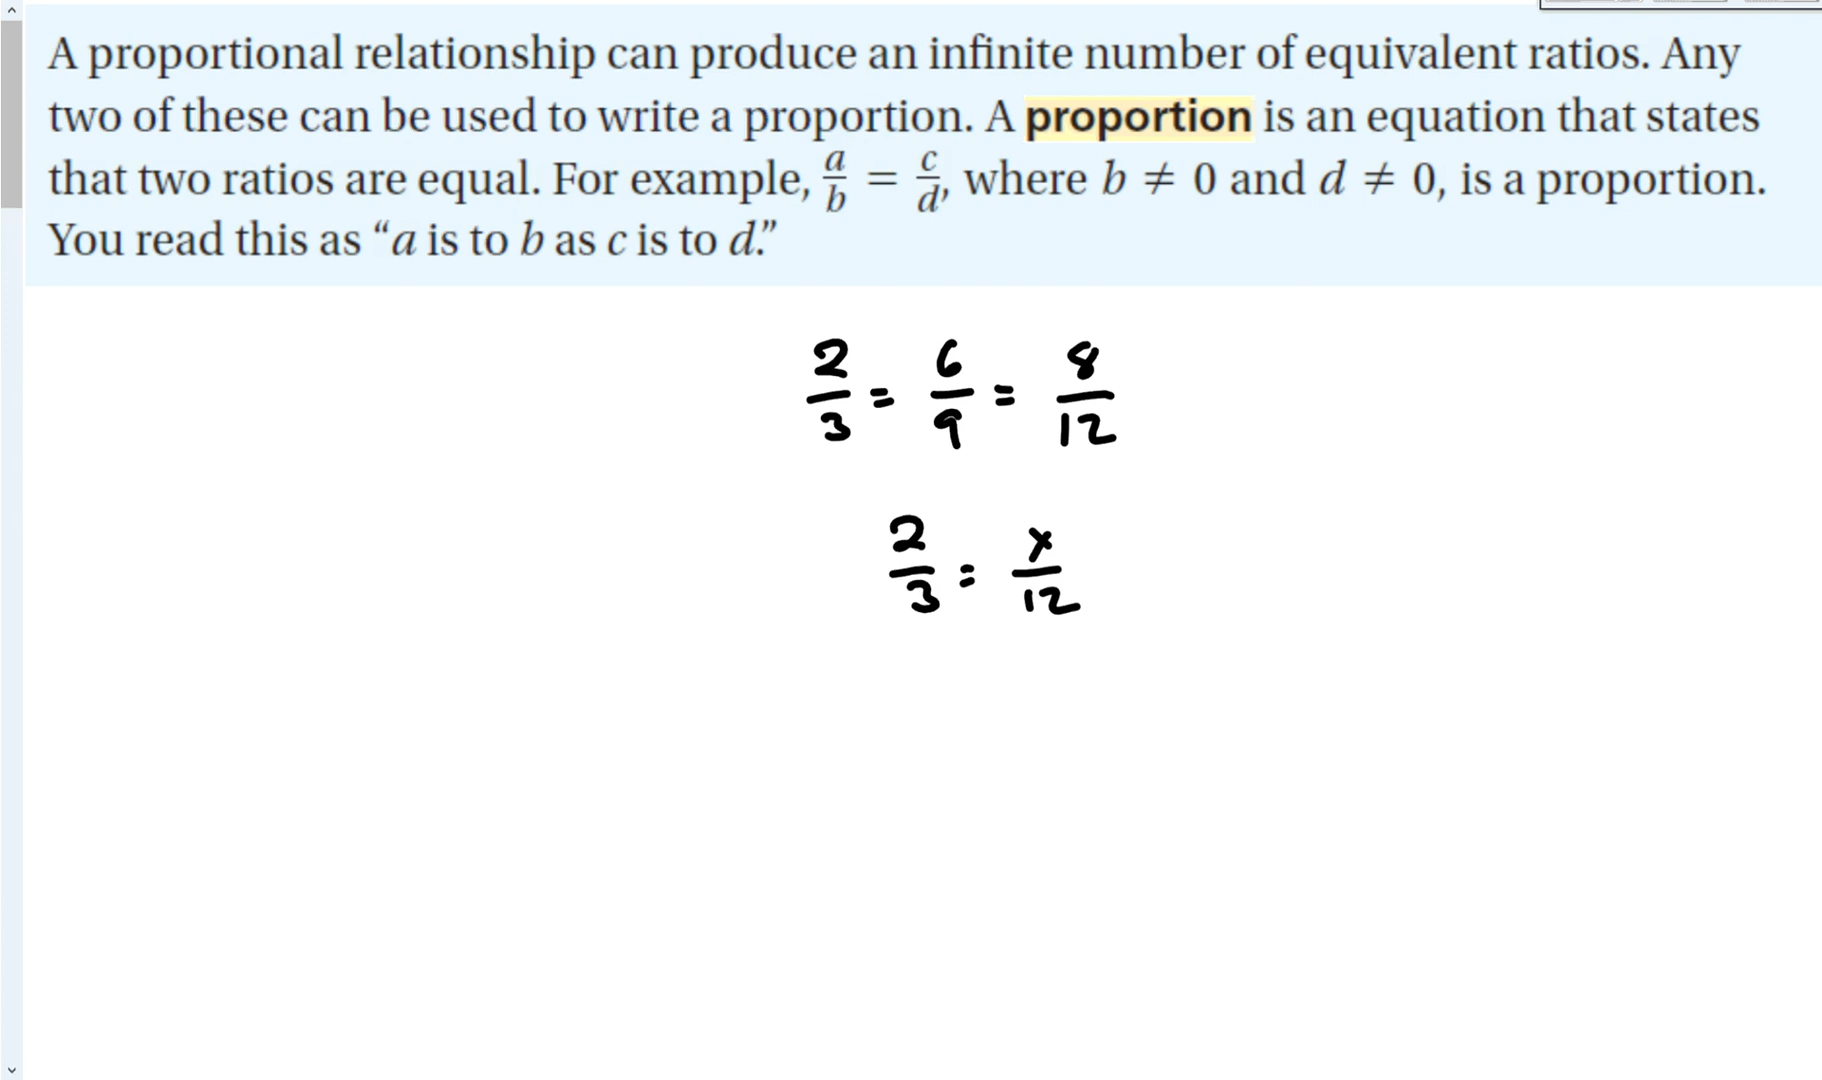 A proportional relationship can produce an infinite number of equivalent ratios. Any
two of these can be used to write a proportion. A proportion is an equation that states
that two ratios are equal. For example, a/b = c/d, where b ≠ 0 and d ≠ 0, is a proportion.
You read this as “a is to b as c is to d.”
2/3 = 6/9 = 8/12
2/3 = x/12